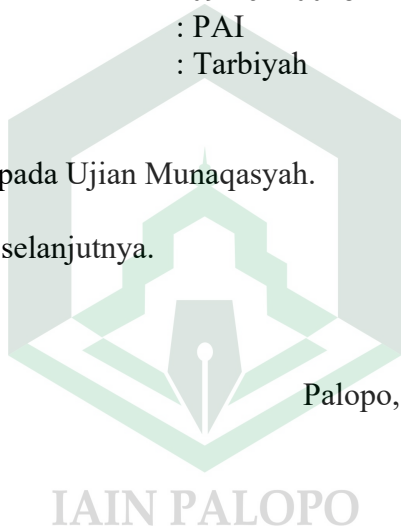 : PAI
: Tarbiyah
pada Ujian Munaqasyah.
selanjutnya.
Palopo,
IAIN PALOPO